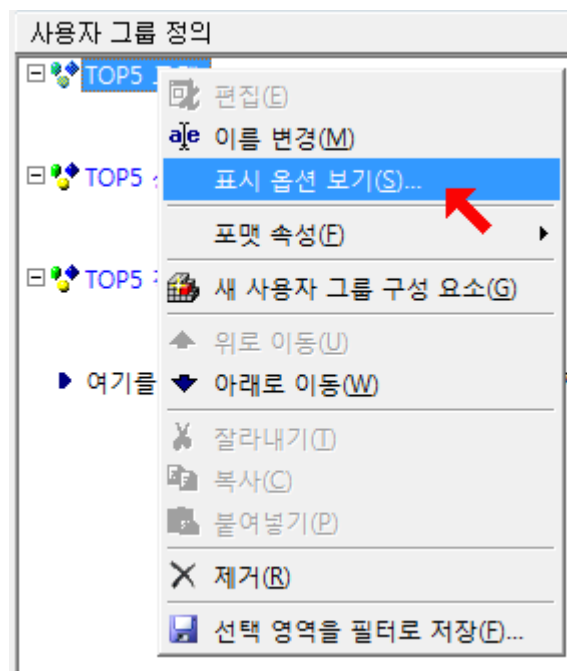 사용자 그룹 정의
TOP5
편집(E)
이름 변경(M)
TOP5
표시 옵션 보기(S)...
포맷 속성(F)
TOP5
새 사용자 그룹 구성 요소(G)
위로 이동(U)
여기를
아래로 이동(W)
잘라내기(T)
복사(C)
붙여넣기(P)
제거(R)
선택 영역을 필터로 저장(F)...